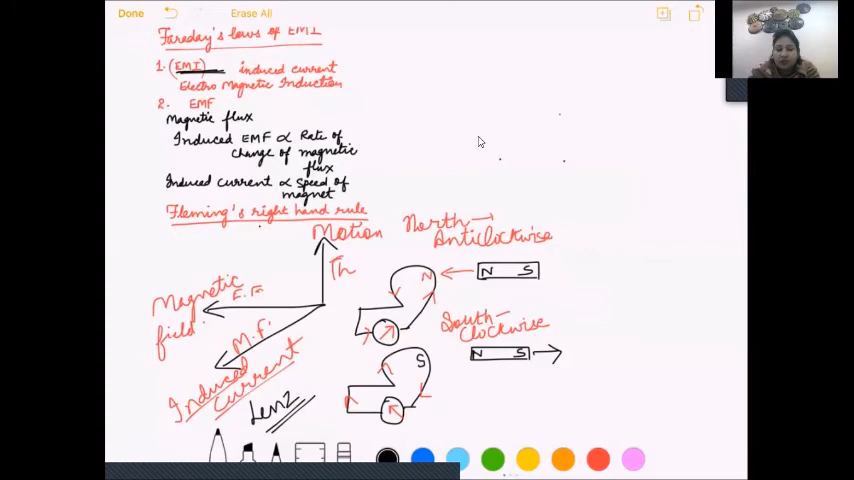 Done
Erase All
Faraday's laws of EMI
1. (EMI) induced current
Electro Magnetic Induction
2. EMF
Magnetic flux
Induced EMF ∝ Rate of
change of magnetic
flux
Induced current ∝ Speed of
magnet
Fleming's right hand rule
Motion
Th
Magnetic
field
F.F.
M.F.
Induced
Current
Lenz
North →
Anticlockwise
N
N S
South -
Clockwise
S
N S